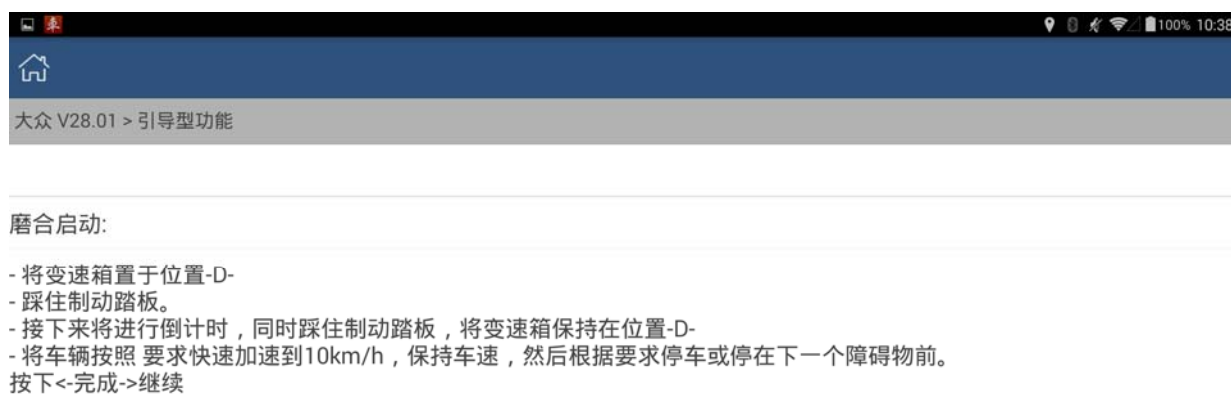 車
100% 10:38
大众 V28.01 > 引导型功能
磨合启动:
- 将变速箱置于位置-D-
- 踩住制动踏板。
- 接下来将进行倒计时，同时踩住制动踏板，将变速箱保持在位置-D-
- 将车辆按照 要求快速加速到10km/h，保持车速，然后根据要求停车或停在下一个障碍物前。
按下<-完成->继续